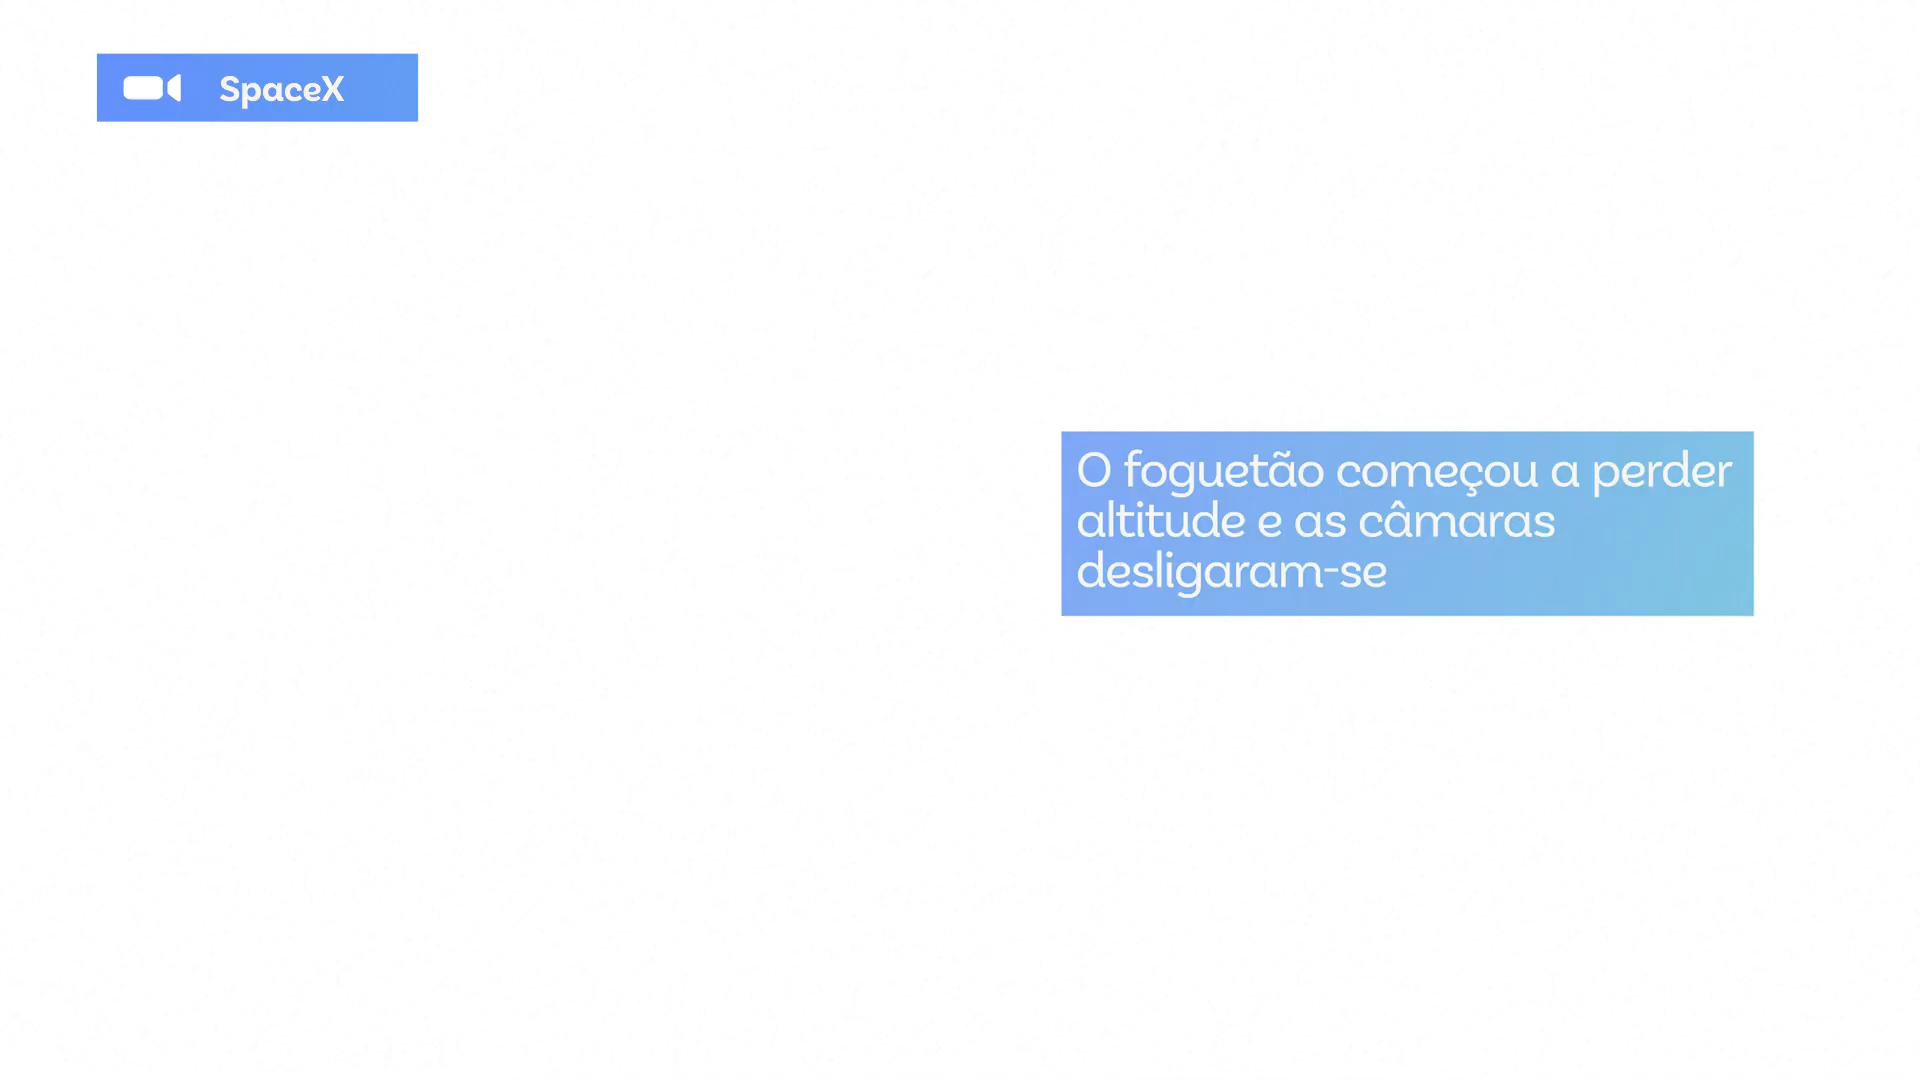 SpaceX
O foguetão começou a perder
altitude e as câmaras
desligaram-se